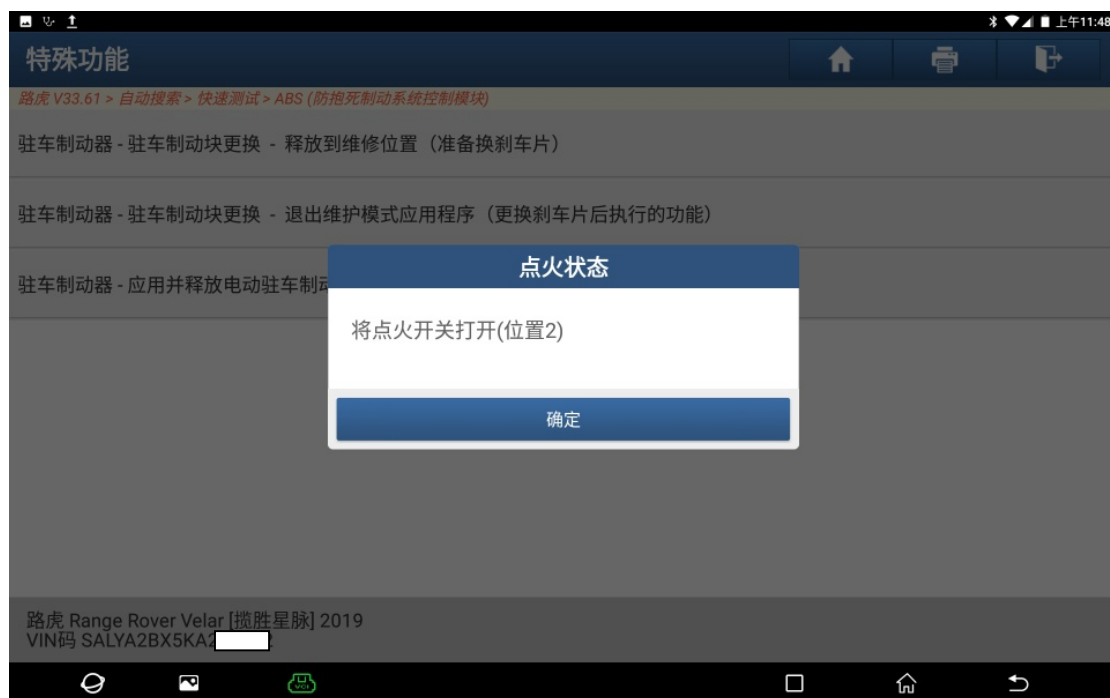 上午11:48
特殊功能
路虎 V33.61 > 自动搜索 > 快速测试 > ABS (防抱死制动系统控制模块)
驻车制动器 - 驻车制动块更换 - 释放到维修位置（准备换刹车片）
驻车制动器 - 驻车制动块更换 - 退出维护模式应用程序（更换刹车片后执行的功能）
驻车制动器 - 应用并释放电动驻车制动
点火状态
将点火开关打开(位置2)
确定
路虎 Range Rover Velar [揽胜星脉] 2019
VIN码 SALYA2BX5KA2